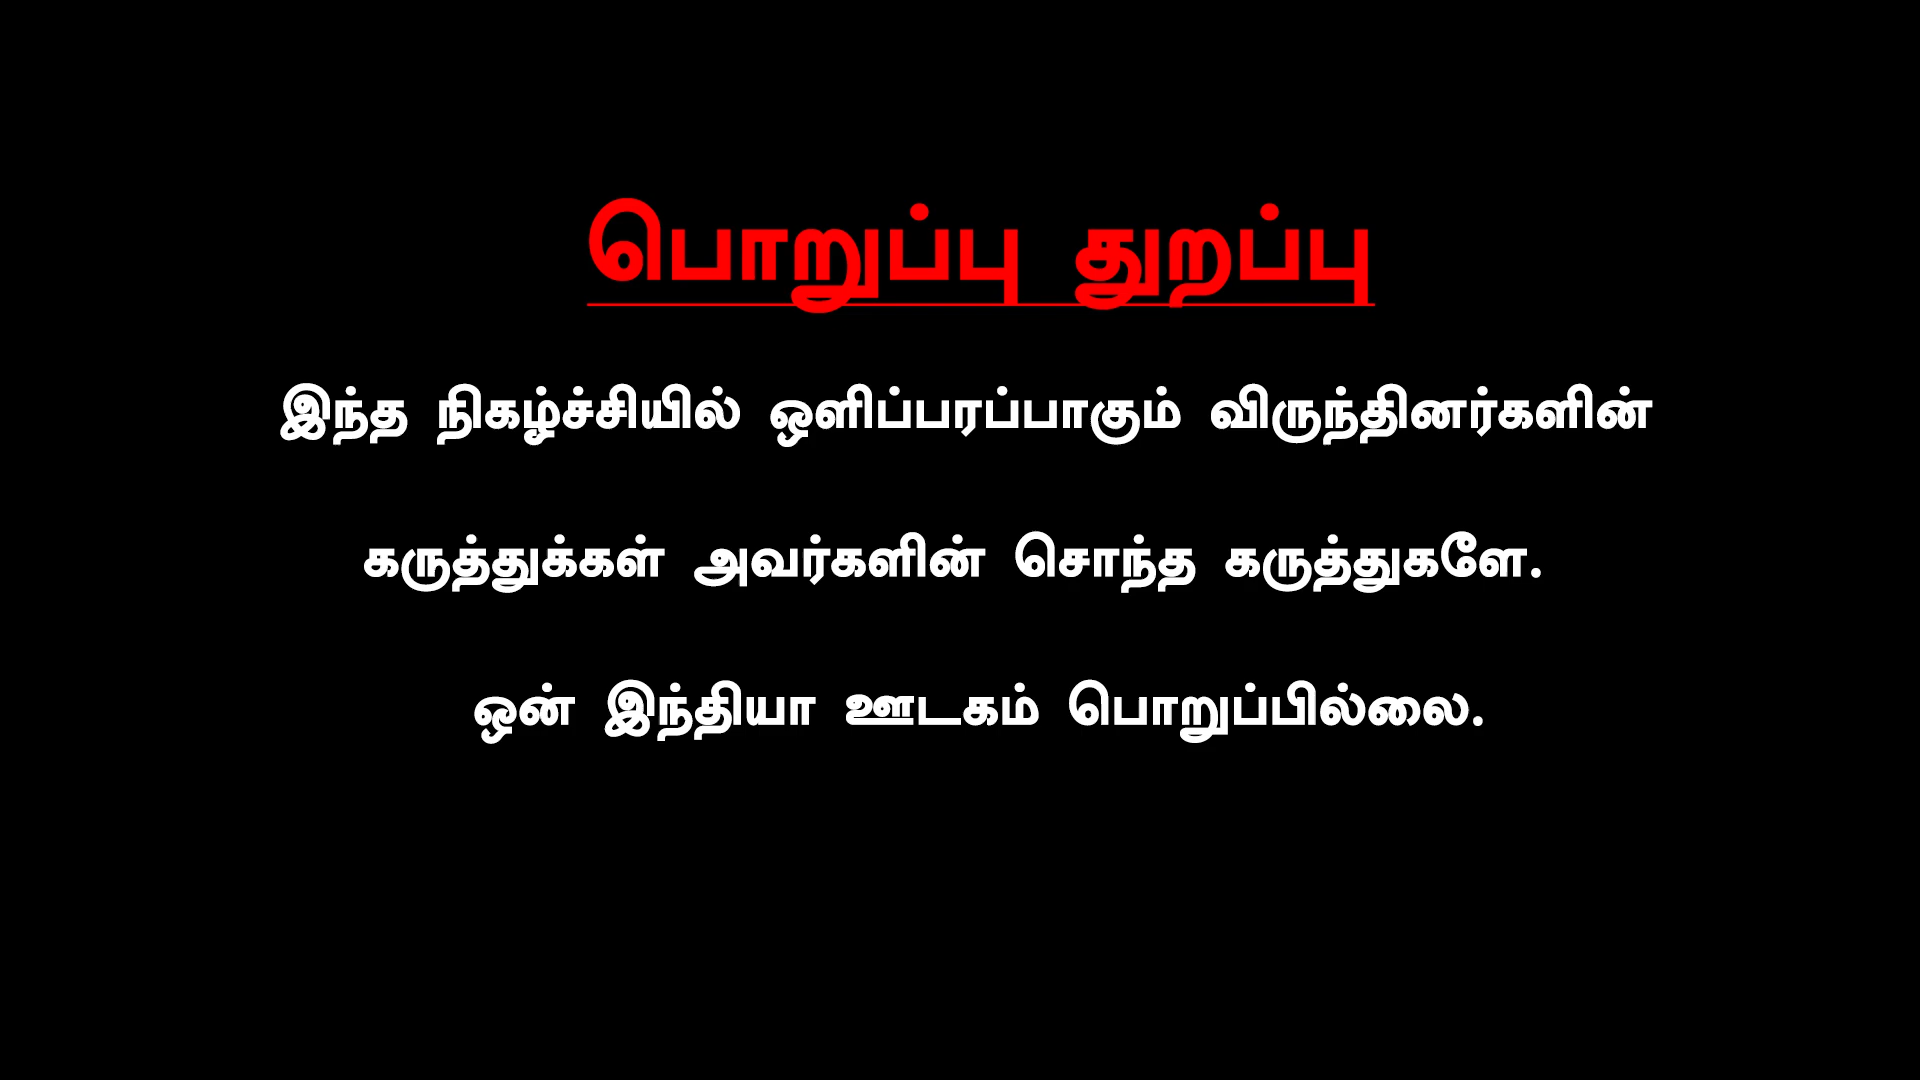 பொறுப்பு துறப்பு
இந்த நிகழ்ச்சியில் ஒளிப்பரப்பாகும் விருந்தினர்களின்
கருத்துக்கள் அவர்களின் சொந்த கருத்துகளே.
ஒன் இந்தியா ஊடகம் பொறுப்பில்லை.